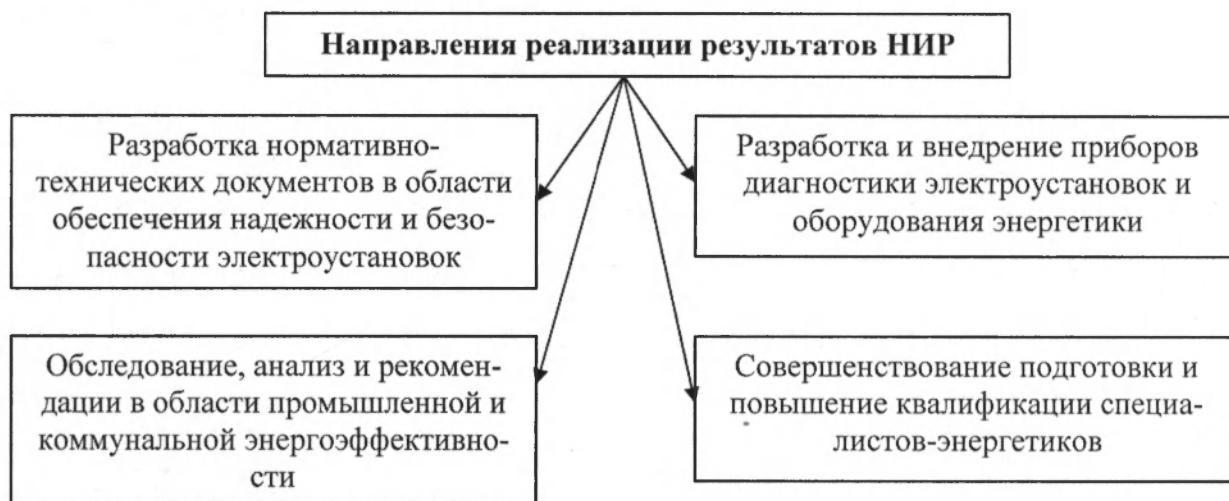 Направления реализации результатов НИР
Разработка нормативно-
технических документов в области
обеспечения надежности и безо-
пасности электроустановок
Разработка и внедрение приборов
диагностики электроустановок и
оборудования энергетики
Обследование, анализ и рекомен-
дации в области промышленной и
коммунальной энергоэффективно-
сти
Совершенствование подготовки и
повышение квалификации специа-
листов-энергетиков